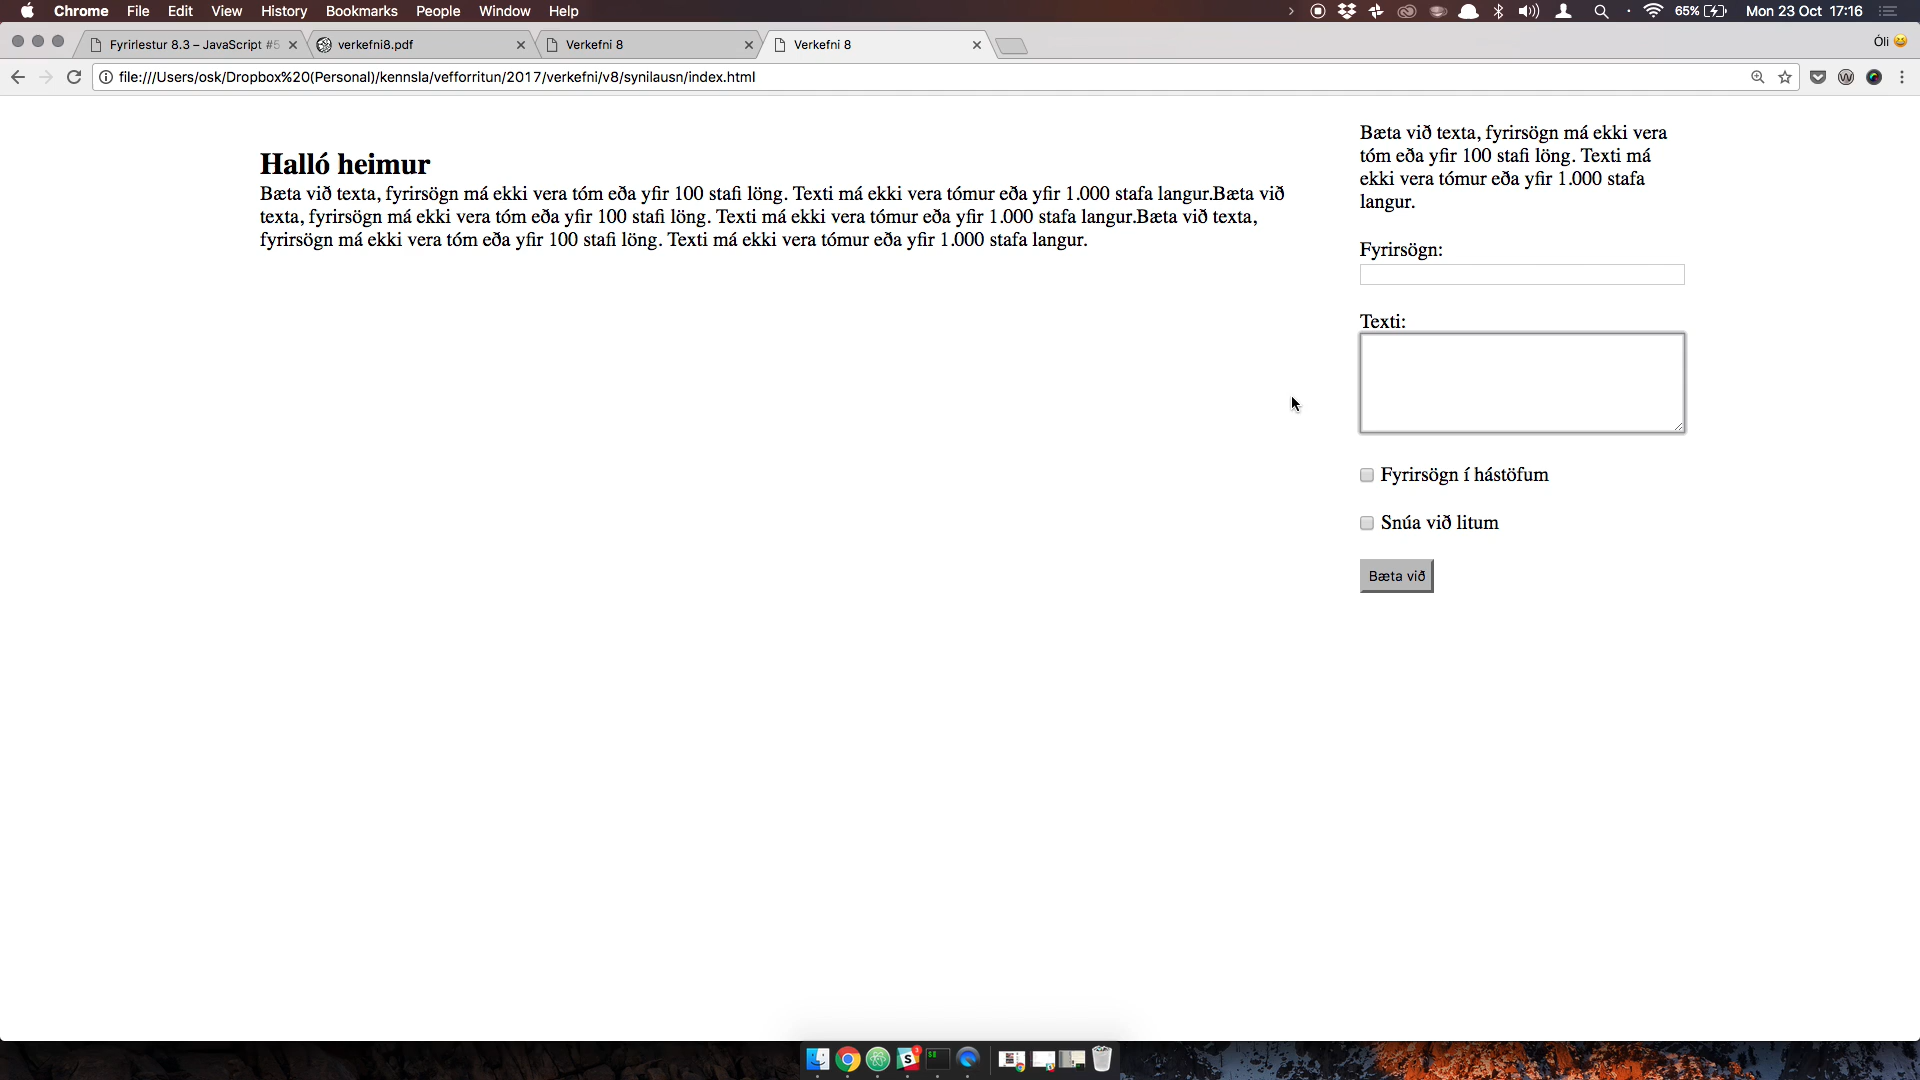 Chrome File Edit View History Bookmarks People Window Help 65% Mon 23 Oct 17:16
Fyrirlestur 8.3 – JavaScript #5 verkefni8.pdf Verkefni 8 Verkefni 8 Óli
file:///Users/osk/Dropbox%20(Personal)/kennsla/vefforritun/2017/verkefni/v8/synilausn/index.html
Halló heimur
Bæta við texta, fyrirsögn má ekki vera tóm eða yfir 100 stafi löng. Texti má ekki vera tómur eða yfir 1.000 stafa langur.Bæta við
texta, fyrirsögn má ekki vera tóm eða yfir 100 stafi löng. Texti má ekki vera tómur eða yfir 1.000 stafa langur.Bæta við texta,
fyrirsögn má ekki vera tóm eða yfir 100 stafi löng. Texti má ekki vera tómur eða yfir 1.000 stafa langur.
Bæta við texta, fyrirsögn má ekki vera
tóm eða yfir 100 stafi löng. Texti má
ekki vera tómur eða yfir 1.000 stafa
langur.
Fyrirsögn:
Texti:
Fyrirsögn í hástöfum
Snúa við litum
Bæta við